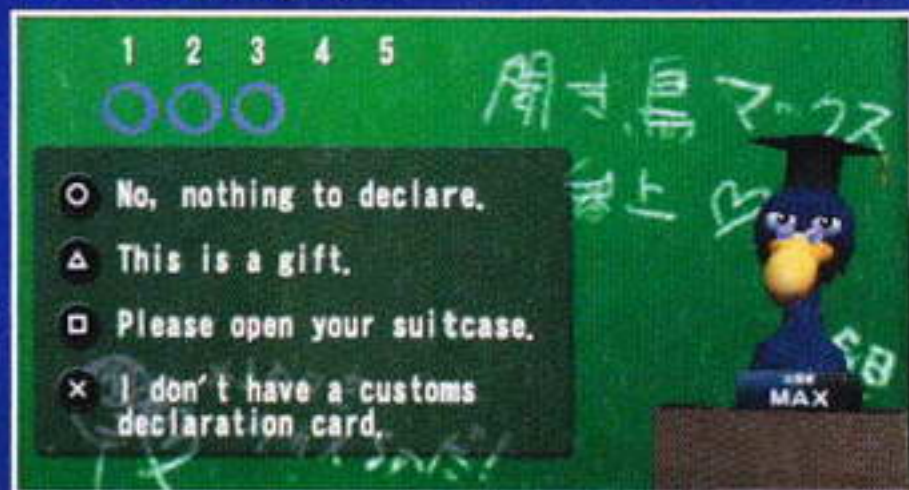 1 2 3 4 5
聞き鳥マックス
参上 ♡
○ No, nothing to declare.
△ This is a gift.
□ Please open your suitcase.
× I don't have a customs
declaration card.
MAX